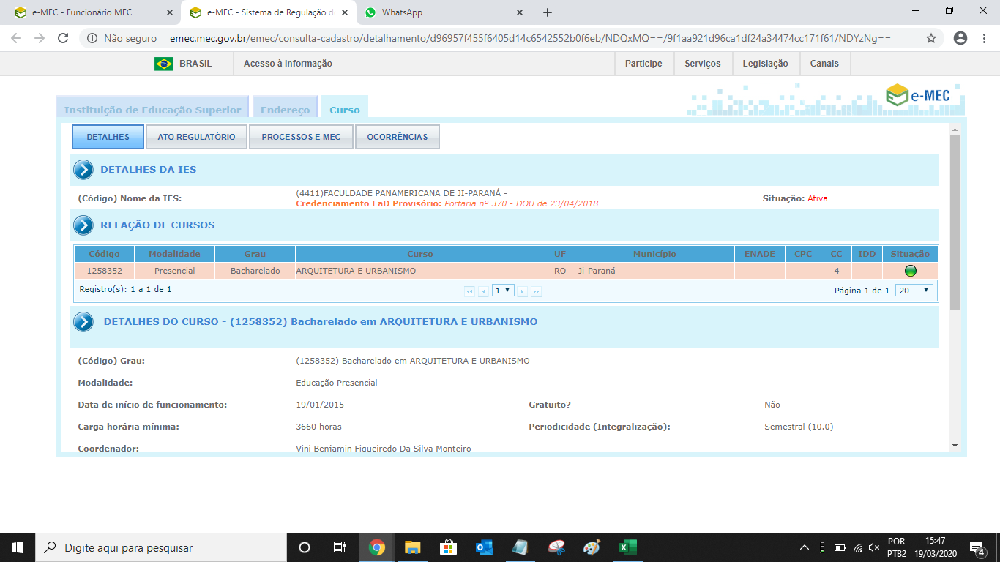 e-MEC - Funcionário MEC
e-MEC - Sistema de Regulação d
WhatsApp
Não seguro | emec.mec.gov.br/emec/consulta-cadastro/detalhamento/d96957f455f6405d14c6542552b0f6eb/NDQxMQ==/9f1aa921d96ca1df24a34474cc171f61/NDYzNg==
BRASIL Acesso à informação Participe Serviços Legislação Canais
e-MEC
Instituição de Educação Superior Endereço Curso
DETALHES ATO REGULATÓRIO PROCESSOS E-MEC OCORRÊNCIAS
DETALHES DA IES
(Código) Nome da IES: (4411)FACULDADE PANAMERICANA DE JI-PARANÁ - Situação: Ativa
Credenciamento EaD Provisório: Portaria nº 370 - DOU de 23/04/2018
RELAÇÃO DE CURSOS
Código Modalidade Grau Curso UF Município ENADE CPC CC IDD Situação
1258352 Presencial Bacharelado ARQUITETURA E URBANISMO RO Ji-Paraná - - 4 -
Registro(s): 1 a 1 de 1 1 Página 1 de 1 20
DETALHES DO CURSO - (1258352) Bacharelado em ARQUITETURA E URBANISMO
(Código) Grau: (1258352) Bacharelado em ARQUITETURA E URBANISMO
Modalidade: Educação Presencial
Data de início de funcionamento: 19/01/2015 Gratuito? Não
Carga horária mínima: 3660 horas Periodicidade (Integralização): Semestral (10.0)
Coordenador: Vini Benjamin Figueiredo Da Silva Monteiro
Digite aqui para pesquisar
POR
PTB2
15:47
19/03/2020
4